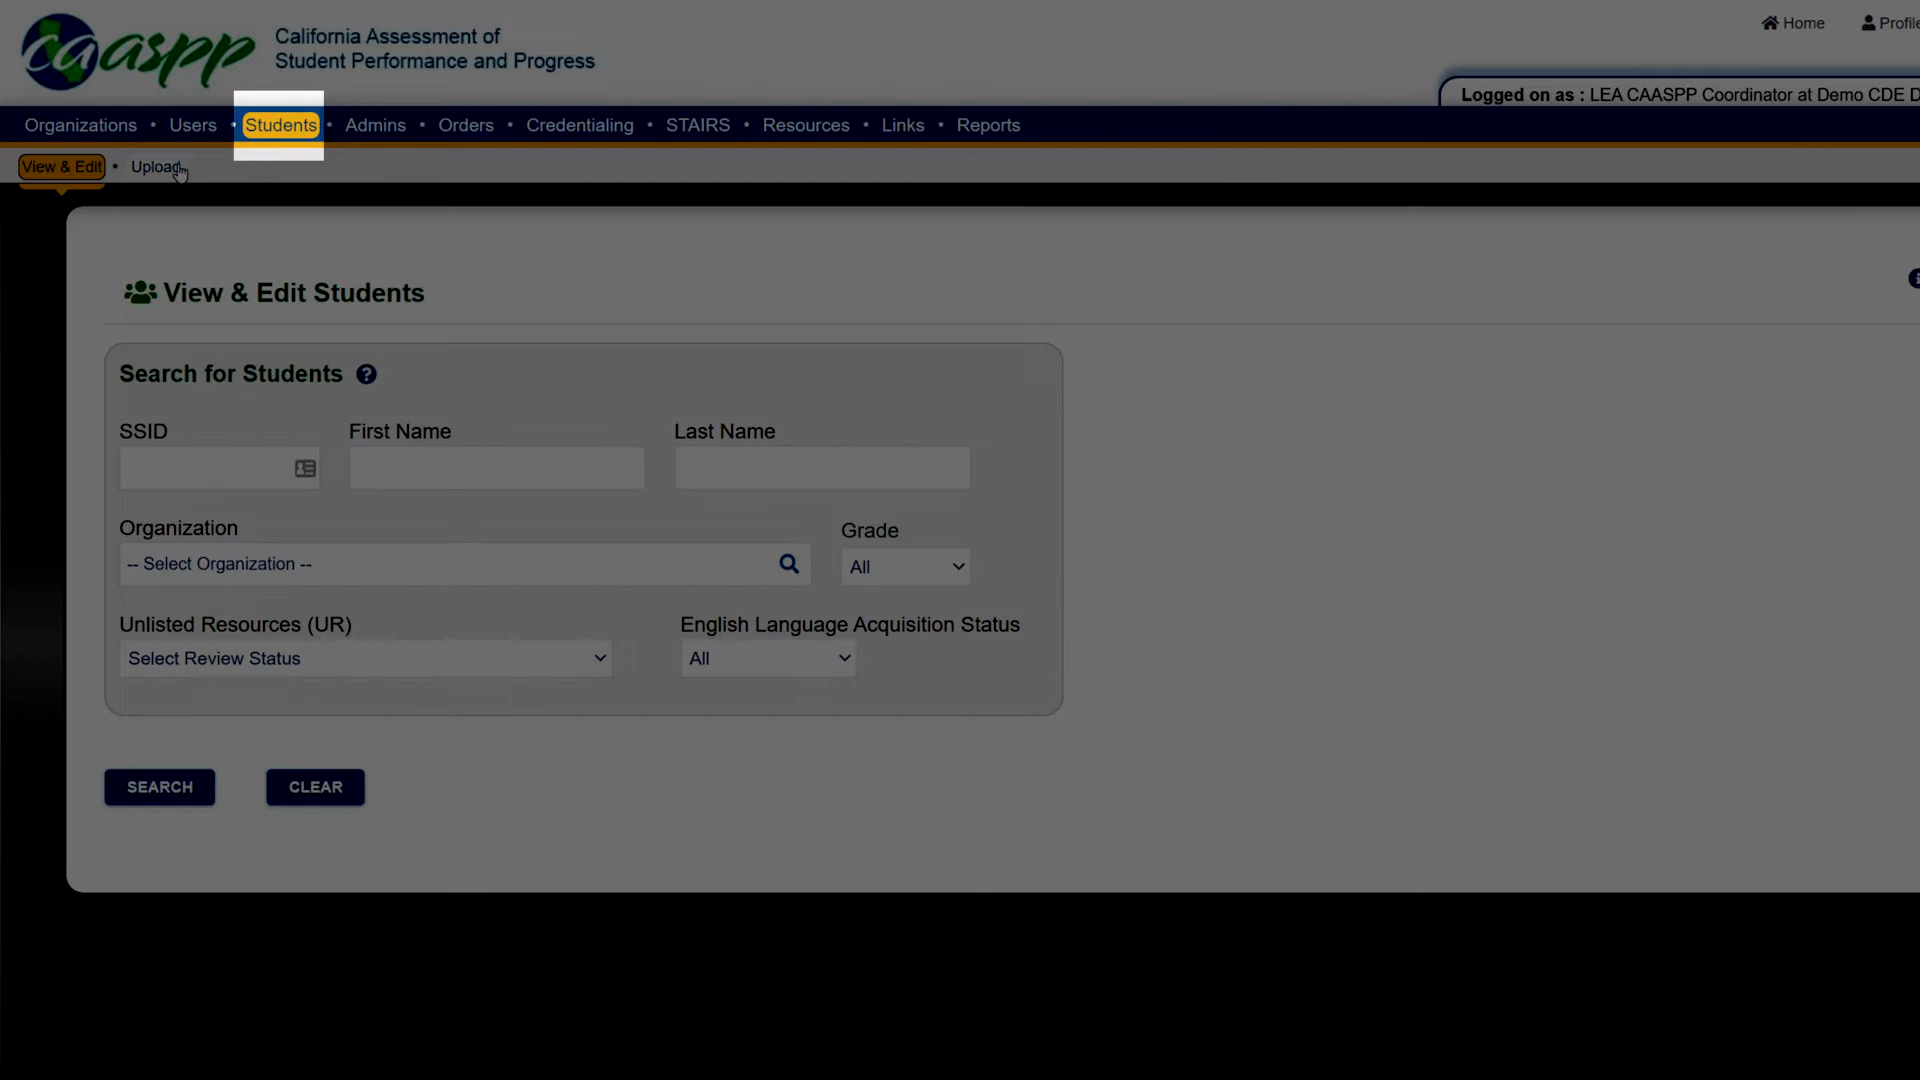 caaspp
California Assessment of
Student Performance and Progress
Home
Profile
Logged on as : LEA CAASPP Coordinator at Demo CDE D
Organizations • Users • Students • Admins • Orders • Credentialing • STAIRS • Resources • Links • Reports
View & Edit • Upload
View & Edit Students
Search for Students ?
SSID
First Name
Last Name
Organization
Grade
-- Select Organization --
All
Unlisted Resources (UR)
English Language Acquisition Status
Select Review Status
All
SEARCH
CLEAR